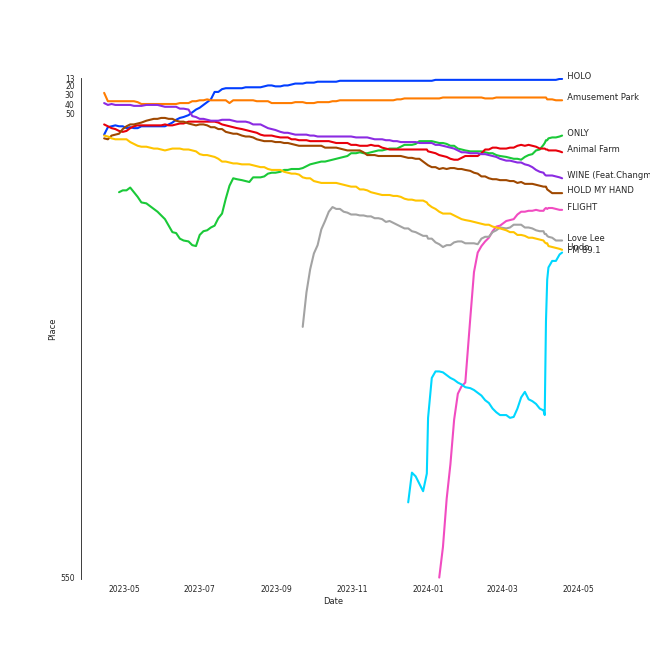 13
20
30
40
50
550
Place
2023-05
2023-07
2023-09
2023-11
2024-01
2024-03
2024-05
Date
HOLO
Amusement Park
ONLY
Animal Farm
WINE (Feat.Changm
HOLD MY HAND
FLIGHT
Love Lee
Undo
FM 89.1